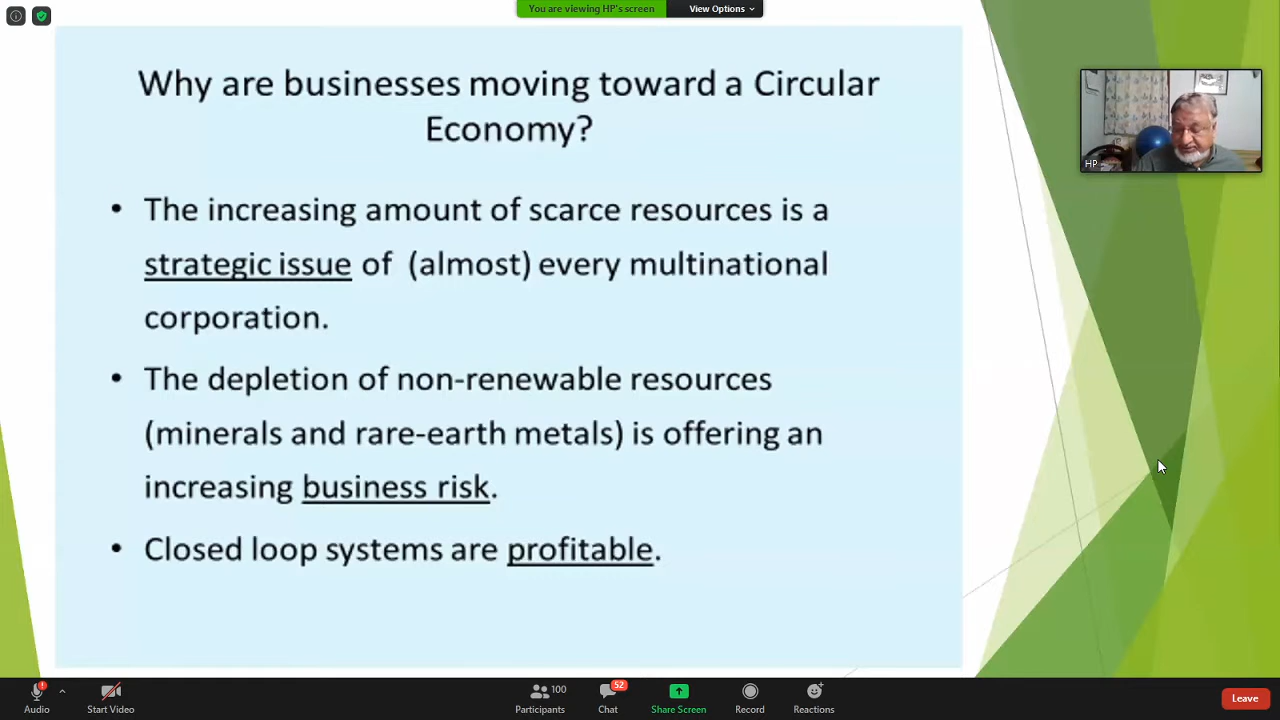 You are viewing HP's screen
View Options
Why are businesses moving toward a Circular
Economy?
• The increasing amount of scarce resources is a
strategic issue of (almost) every multinational
corporation.
• The depletion of non-renewable resources
(minerals and rare-earth metals) is offering an
increasing business risk.
• Closed loop systems are profitable.
HP
Audio
Start Video
Participants
100
Chat
52
Share Screen
Record
Reactions
Leave